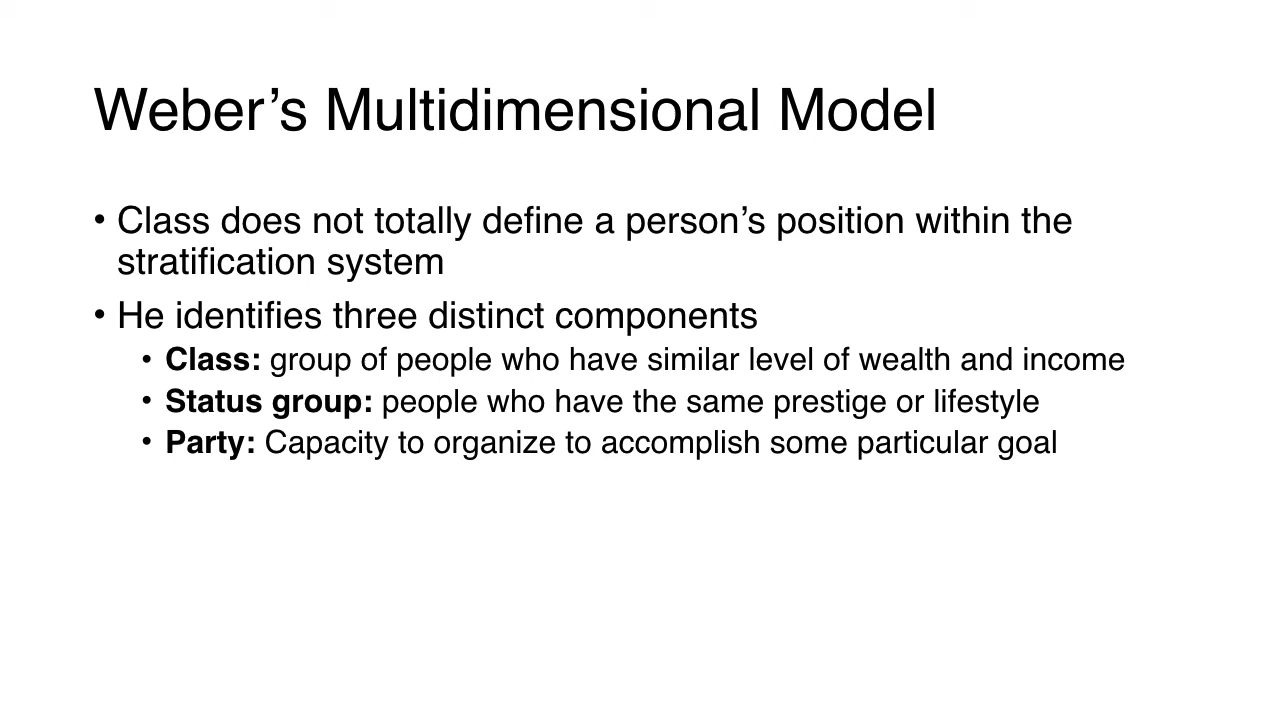 Weber’s Multidimensional Model
• Class does not totally define a person’s position within the
stratification system
• He identifies three distinct components
• Class: group of people who have similar level of wealth and income
• Status group: people who have the same prestige or lifestyle
• Party: Capacity to organize to accomplish some particular goal